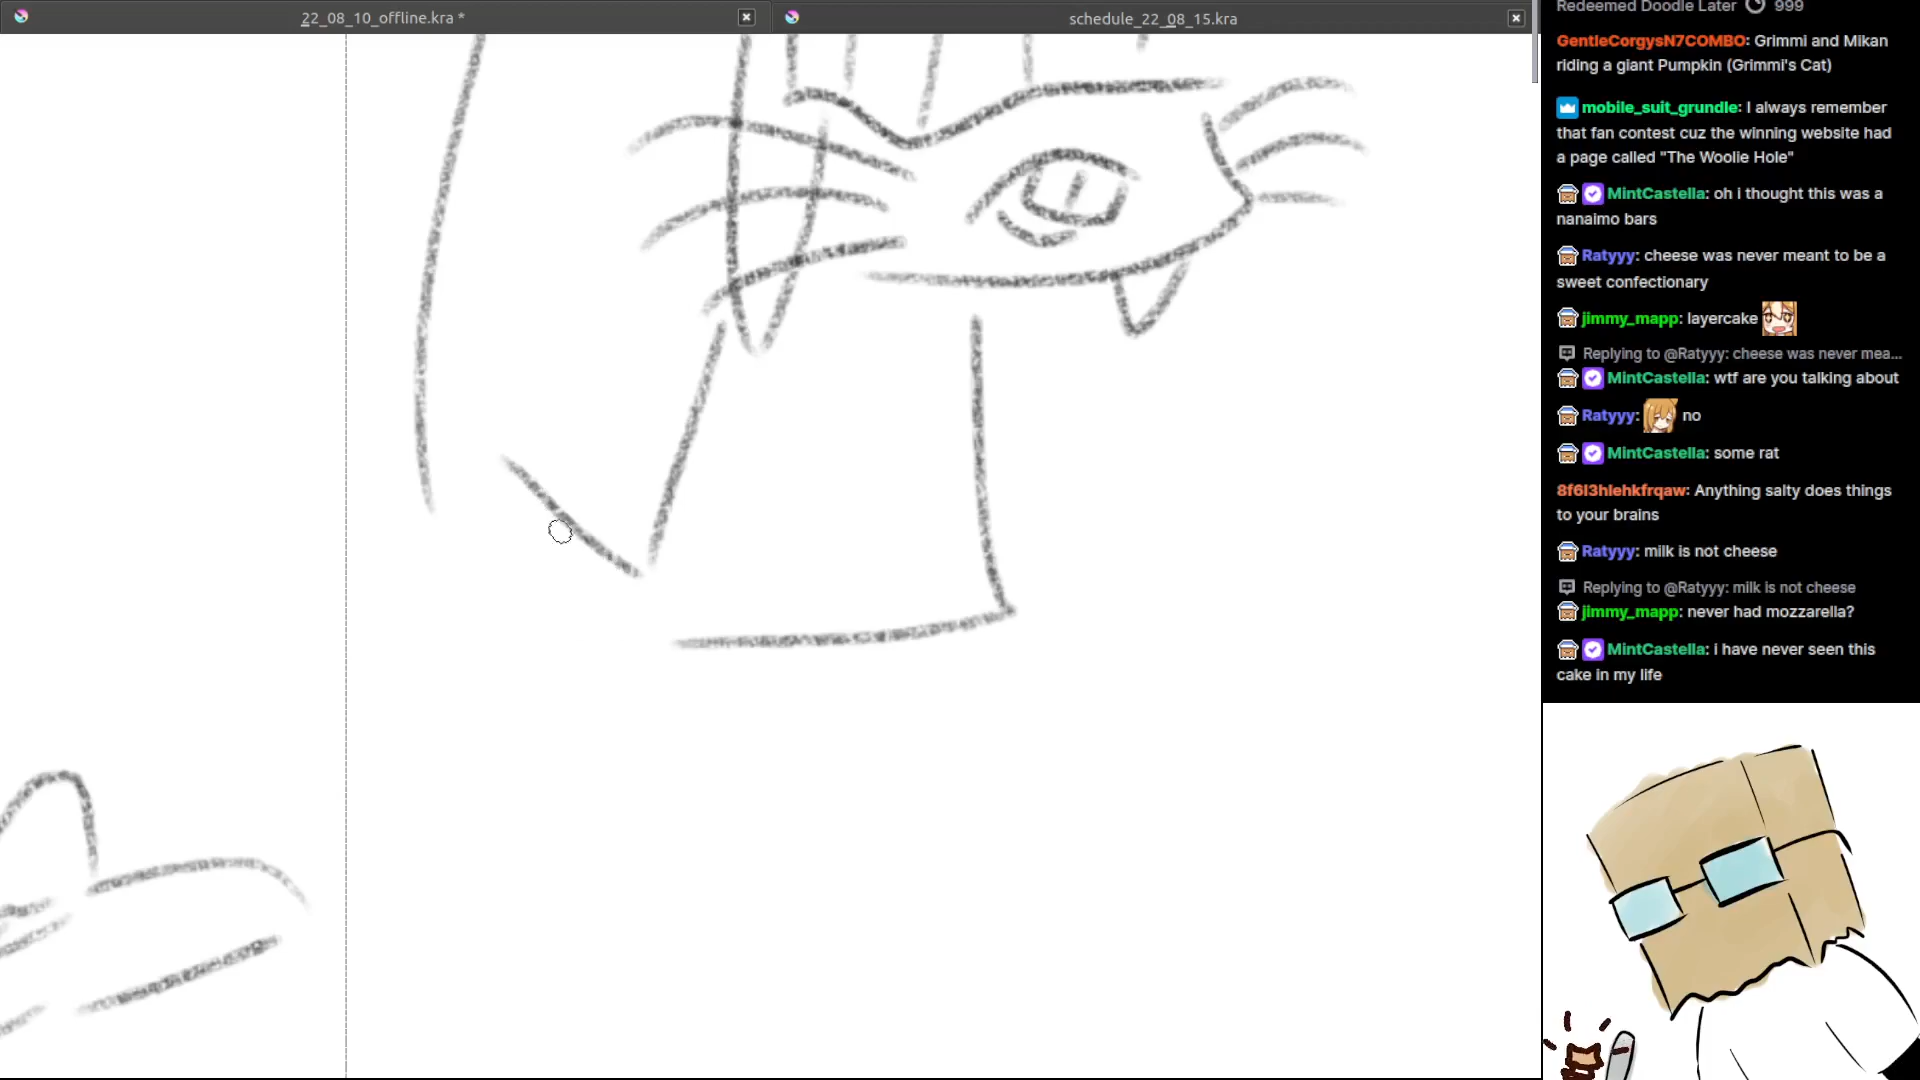 22_08_10_offline.kra *
schedule_22_08_15.kra
Redeemed Doodle Later 999
GentleCorgysN7COMBO: Grimmi and Mikan
riding a giant Pumpkin (Grimmi's Cat)
mobile_suit_grundle: I always remember
that fan contest cuz the winning website had
a page called "The Woolie Hole"
MintCastella: oh i thought this was a
nanaimo bars
Ratyyy: cheese was never meant to be a
sweet confectionary
jimmy_mapp: layercake
Replying to @Ratyyy: cheese was never mea...
MintCastella: wtf are you talking about
Ratyyy: no
MintCastella: some rat
8f6l3hlehkfrqaw: Anything salty does things
to your brains
Ratyyy: milk is not cheese
Replying to @Ratyyy: milk is not cheese
jimmy_mapp: never had mozzarella?
MintCastella: i have never seen this
cake in my life